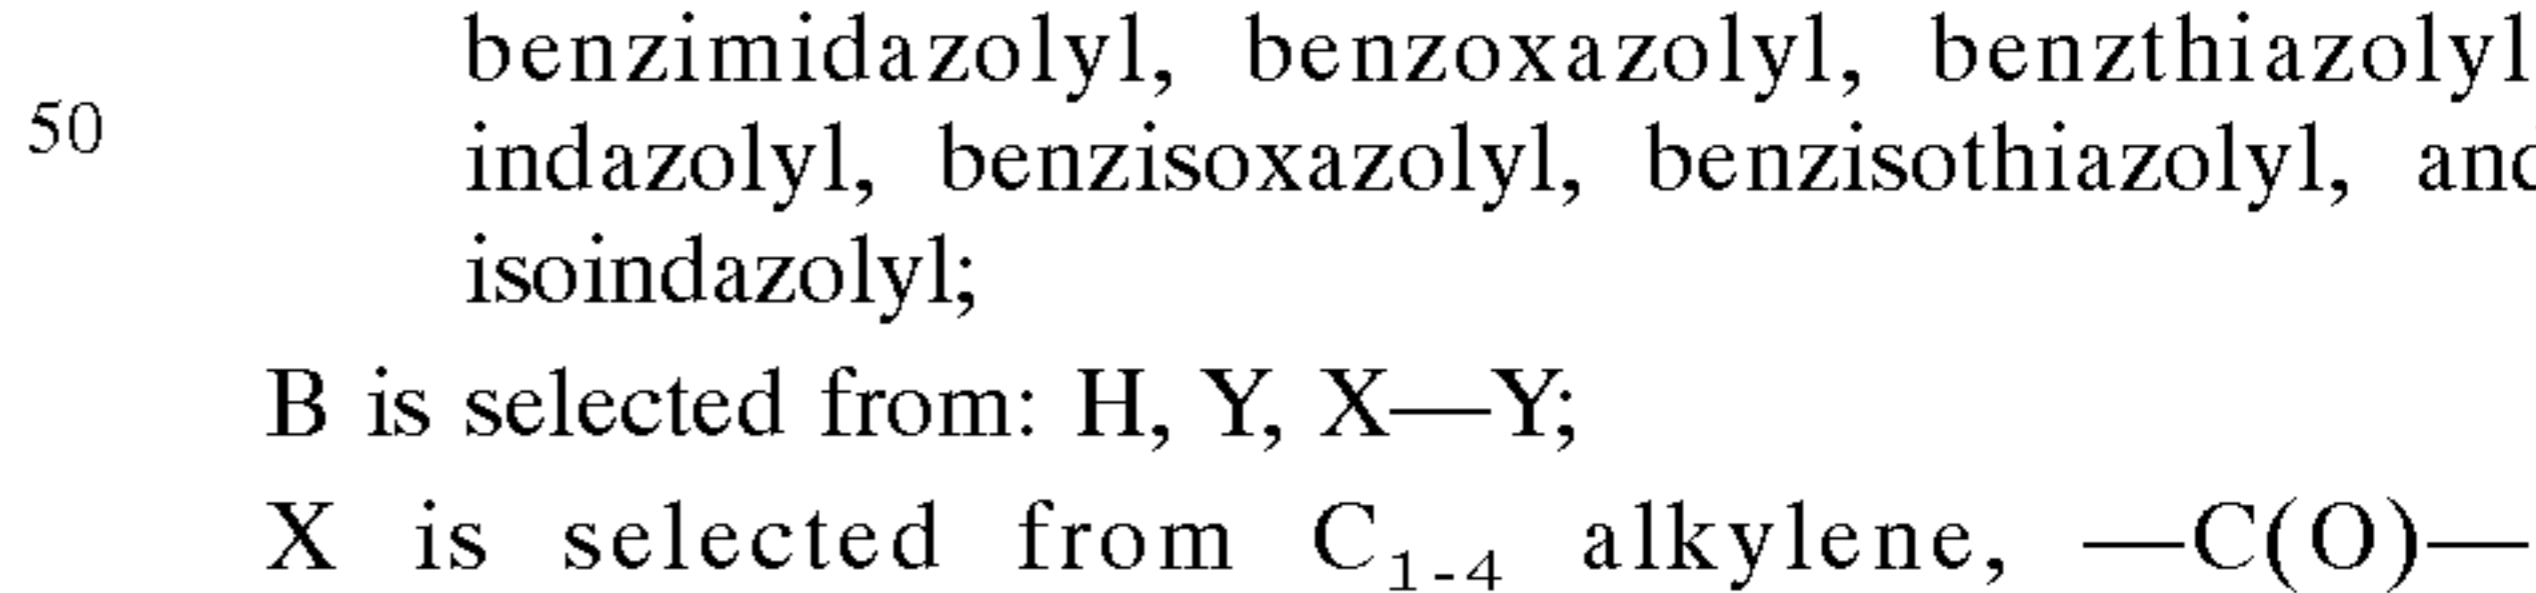 benzimidazolyl, benzoxazolyl, benzthiazolyl
50
indazolyl, benzisoxazolyl, benzisothiazolyl, and
isoindazolyl;
B is selected from: H, Y, X—Y;
X is selected from C₁₋₄ alkylene, —C(O)—